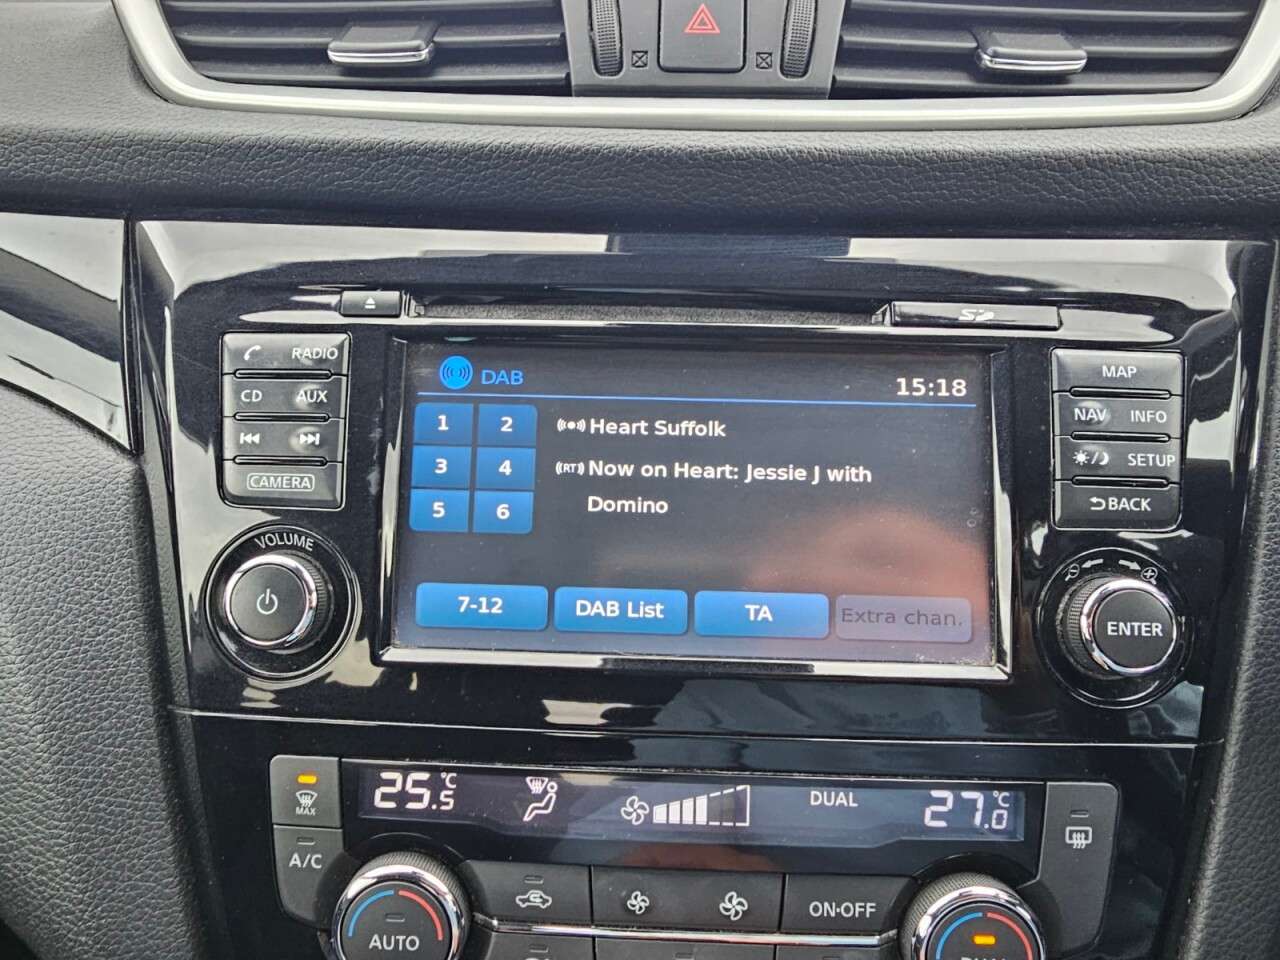 SD
RADIO
CD AUX
CAMERA
VOLUME
DAB
15:18
1 2
Heart Suffolk
3 4
(RT) Now on Heart: Jessie J with
Domino
5 6
7-12 DAB List TA Extra chan.
MAP
NAV INFO
SETUP
BACK
ENTER
MAX
25.5 °C
DUAL
27.0 °C
A/C
AUTO
ON·OFF